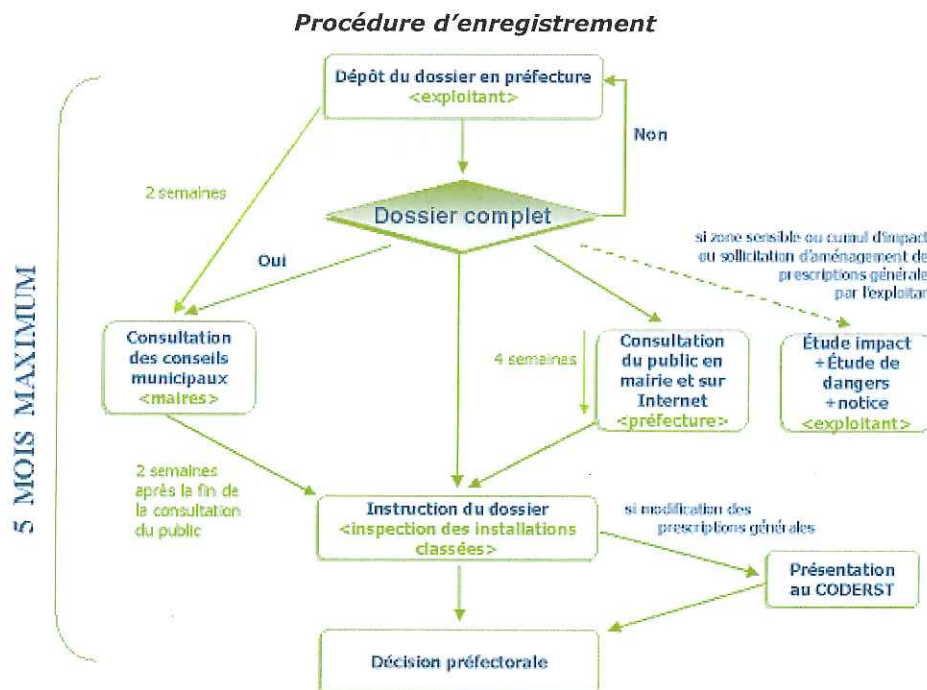 Procédure d'enregistrement
Dépôt du dossier en préfecture
<exploitant>
Non
2 semaines
Dossier complet
si zone sensible ou cumul d'impact
ou sollicitation d'aménagement de
prescriptions générale
par l'exploitan
Oui
5 MOIS MAXIMUM
Consultation
des conseils
municipaux
<maires>
4 semaines
Consultation
du public en
mairie et sur
Internet
<préfecture>
Étude impact
+Étude de
dangers
+notice
<exploitant>
2 semaines
après la fin de
la consultation
du public
Instruction du dossier
<inspection des installations
classées>
si modification des
prescriptions générales
Présentation
au CODERST
Décision préfectorale